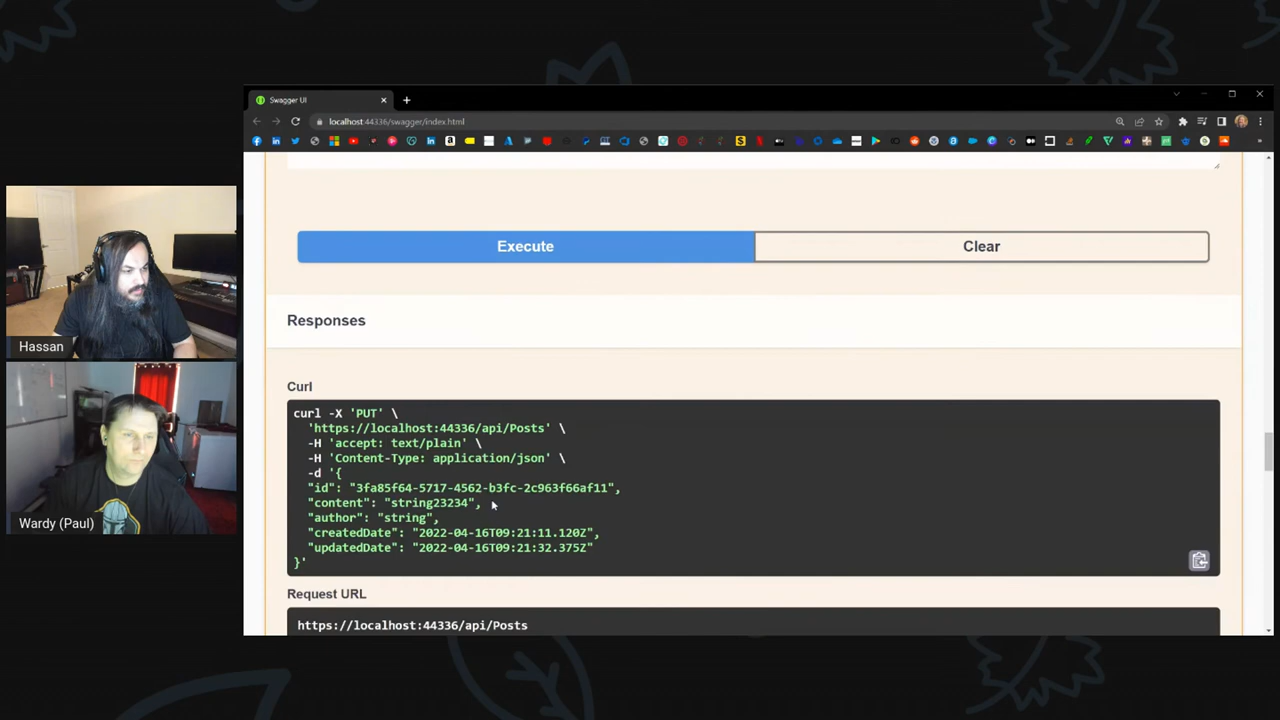 Swagger UI
localhost:44336/swagger/index.html
Execute
Clear
Responses
Curl
curl -X 'PUT' \
'https://localhost:44336/api/Posts' \
-H 'accept: text/plain' \
-H 'Content-Type: application/json' \
-d '{
"id": "3fa85f64-5717-4562-b3fc-2c963f66af11",
"content": "string23234",
"author": "string",
"createdDate": "2022-04-16T09:21:11.120Z",
"updatedDate": "2022-04-16T09:21:32.375Z"
}'
Request URL
https://localhost:44336/api/Posts
Hassan
Wardy (Paul)